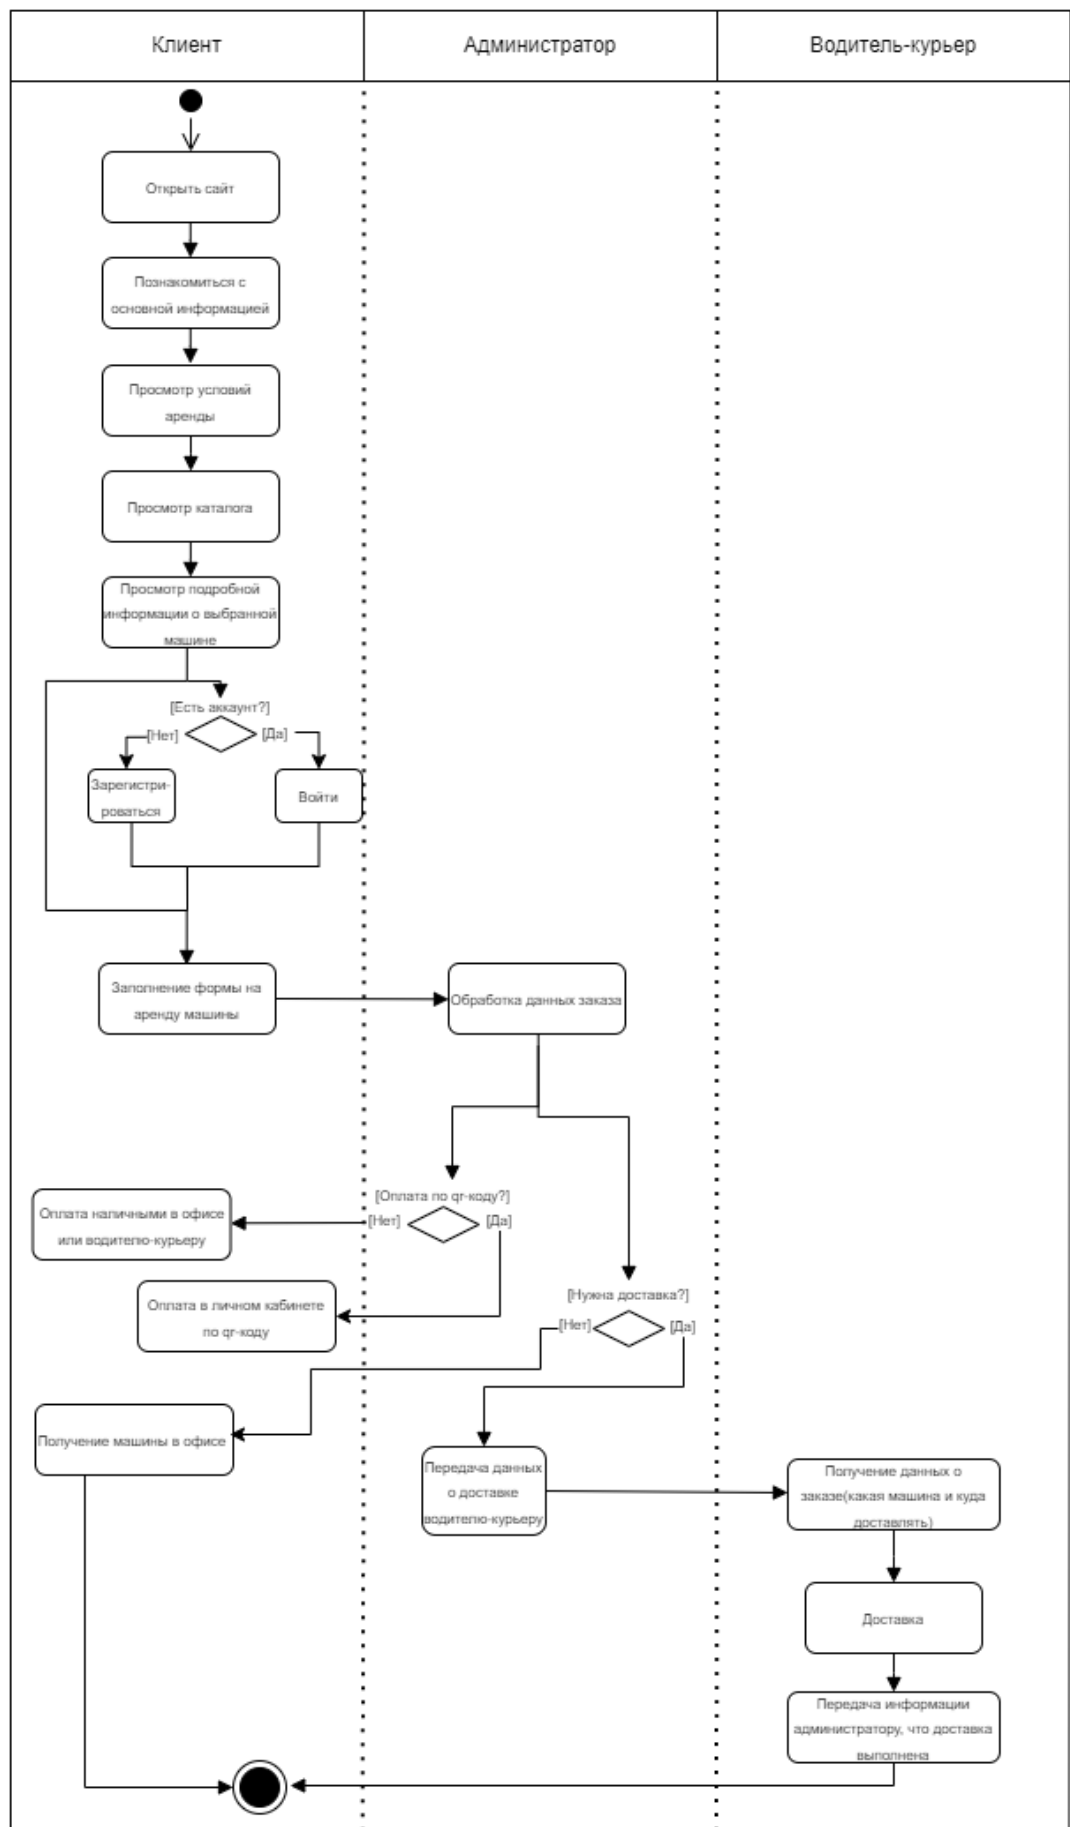 Клиент
Администратор
Водитель-курьер
Открыть сайт
Познакомиться с
основной информацией
Просмотр условий
аренды
Просмотр каталога
Просмотр подробной
информации о выбранной
машине
[Есть аккаунт?]
[Нет]
[Да]
Зарегистри-
роваться
Войти
Заполнение формы на
аренду машины
Обработка данных заказа
[Оплата по qr-коду?]
[Нет]
[Да]
Оплата наличными в офисе
или водителю-курьеру
Оплата в личном кабинете
по qr-коду
[Нужна доставка?]
[Нет]
[Да]
Получение машины в офисе
Передача данных
о доставке
водителю-курьеру
Получение данных о
заказе(какая машина и куда
доставлять)
Доставка
Передача информации
администратору, что доставка
выполнена